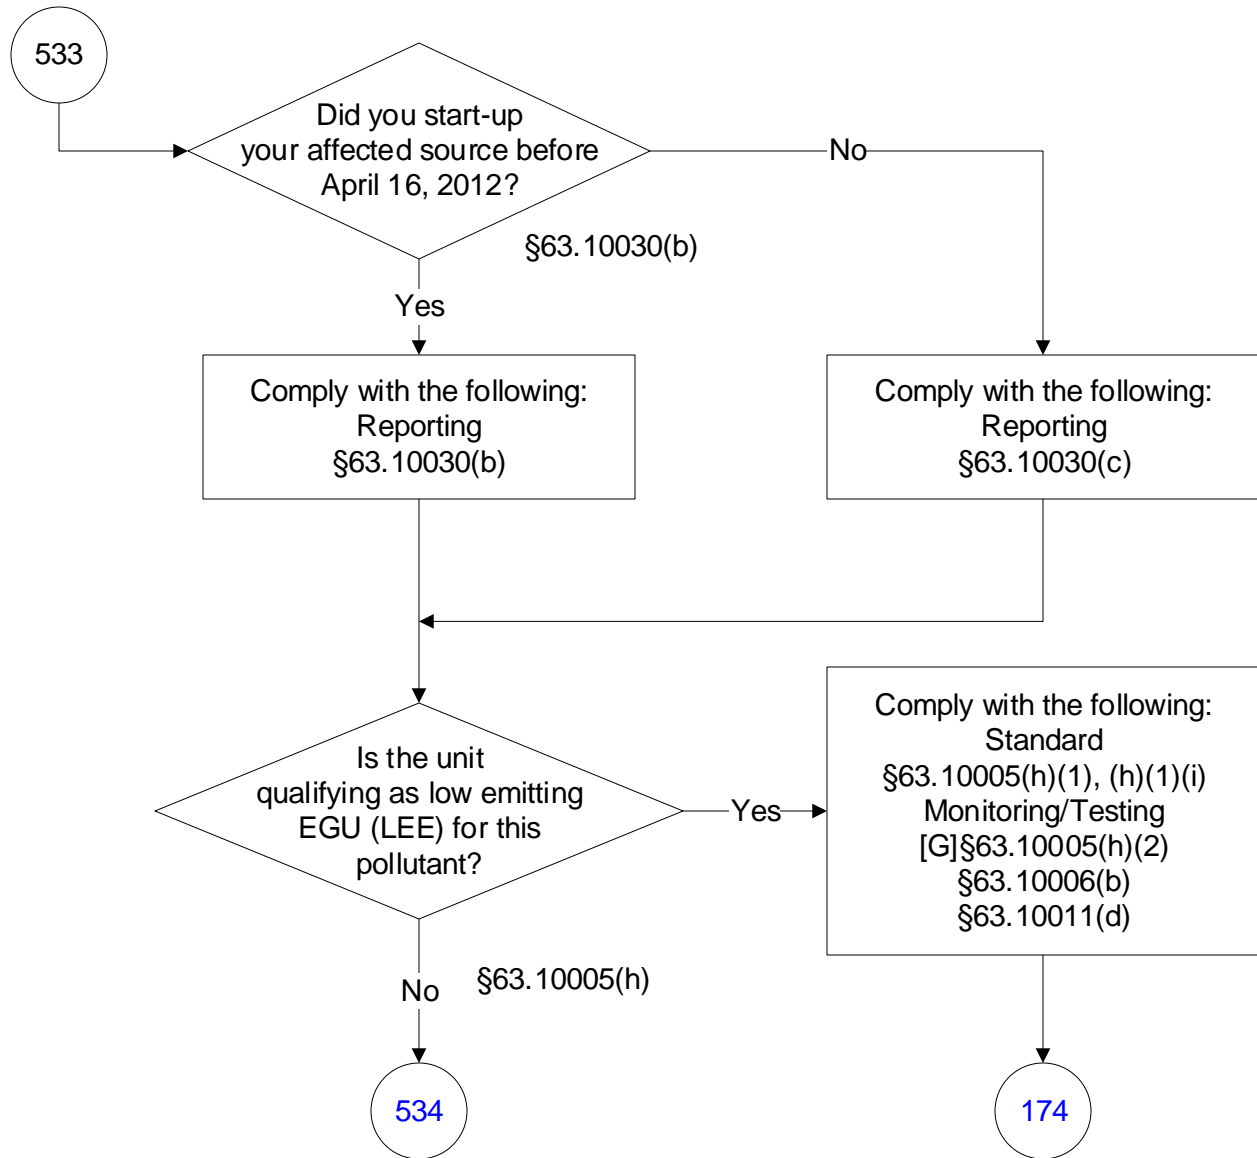 533
Did you start-up
your affected source before
April 16, 2012?
No
§63.10030(b)
Yes
Comply with the following:
Reporting
§63.10030(b)
Comply with the following:
Reporting
§63.10030(c)
Is the unit
qualifying as low emitting
EGU (LEE) for this
pollutant?
Yes
Comply with the following:
Standard
§63.10005(h)(1), (h)(1)(i)
Monitoring/Testing
[G]§63.10005(h)(2)
§63.10006(b)
§63.10011(d)
No
§63.10005(h)
534
174